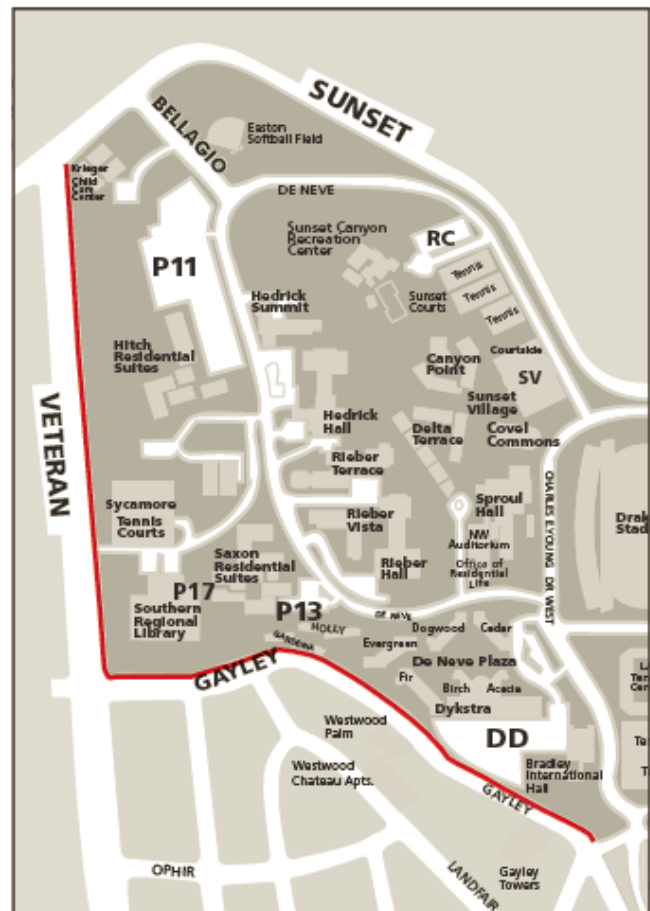 SUNSET
BELLAGIO
Easton
Softball Field
Krieger
Child
Care
Center
DE NEVE
Sunset Canyon
Recreation
Center
RC
P11
Tennis
Tennis
Tennis
Sunset
Courts
Hedrick
Summit
Hitch
Residential
Suites
Courtside
Canyon
Point
SV
Sunset
Village
VETERAN
Hedrick
Hall
Delta
Terrace
Covel
Commons
Rieber
Terrace
CHARLES E.YOUNG DR WEST
Sycamore
Tennis
Courts
Rieber
Vista
Sproul
Hall
NW
Auditorium
Office of
Residential
Life
Saxon
Residential
Suites
Rieber
Hall
P17
Southern
Regional
Library
P13
DE NEVE
HOLLY
GARDENIA
Dogwood
Cedar
Evergreen
De Neve Plaza
GAYLEY
Fir
Birch
Acacia
Dykstra
Westwood
Palm
DD
Westwood
Chateau Apts.
Bradley
International
Hall
GAYLEY
OPHIR
LANDFAIR
Gayley
Towers